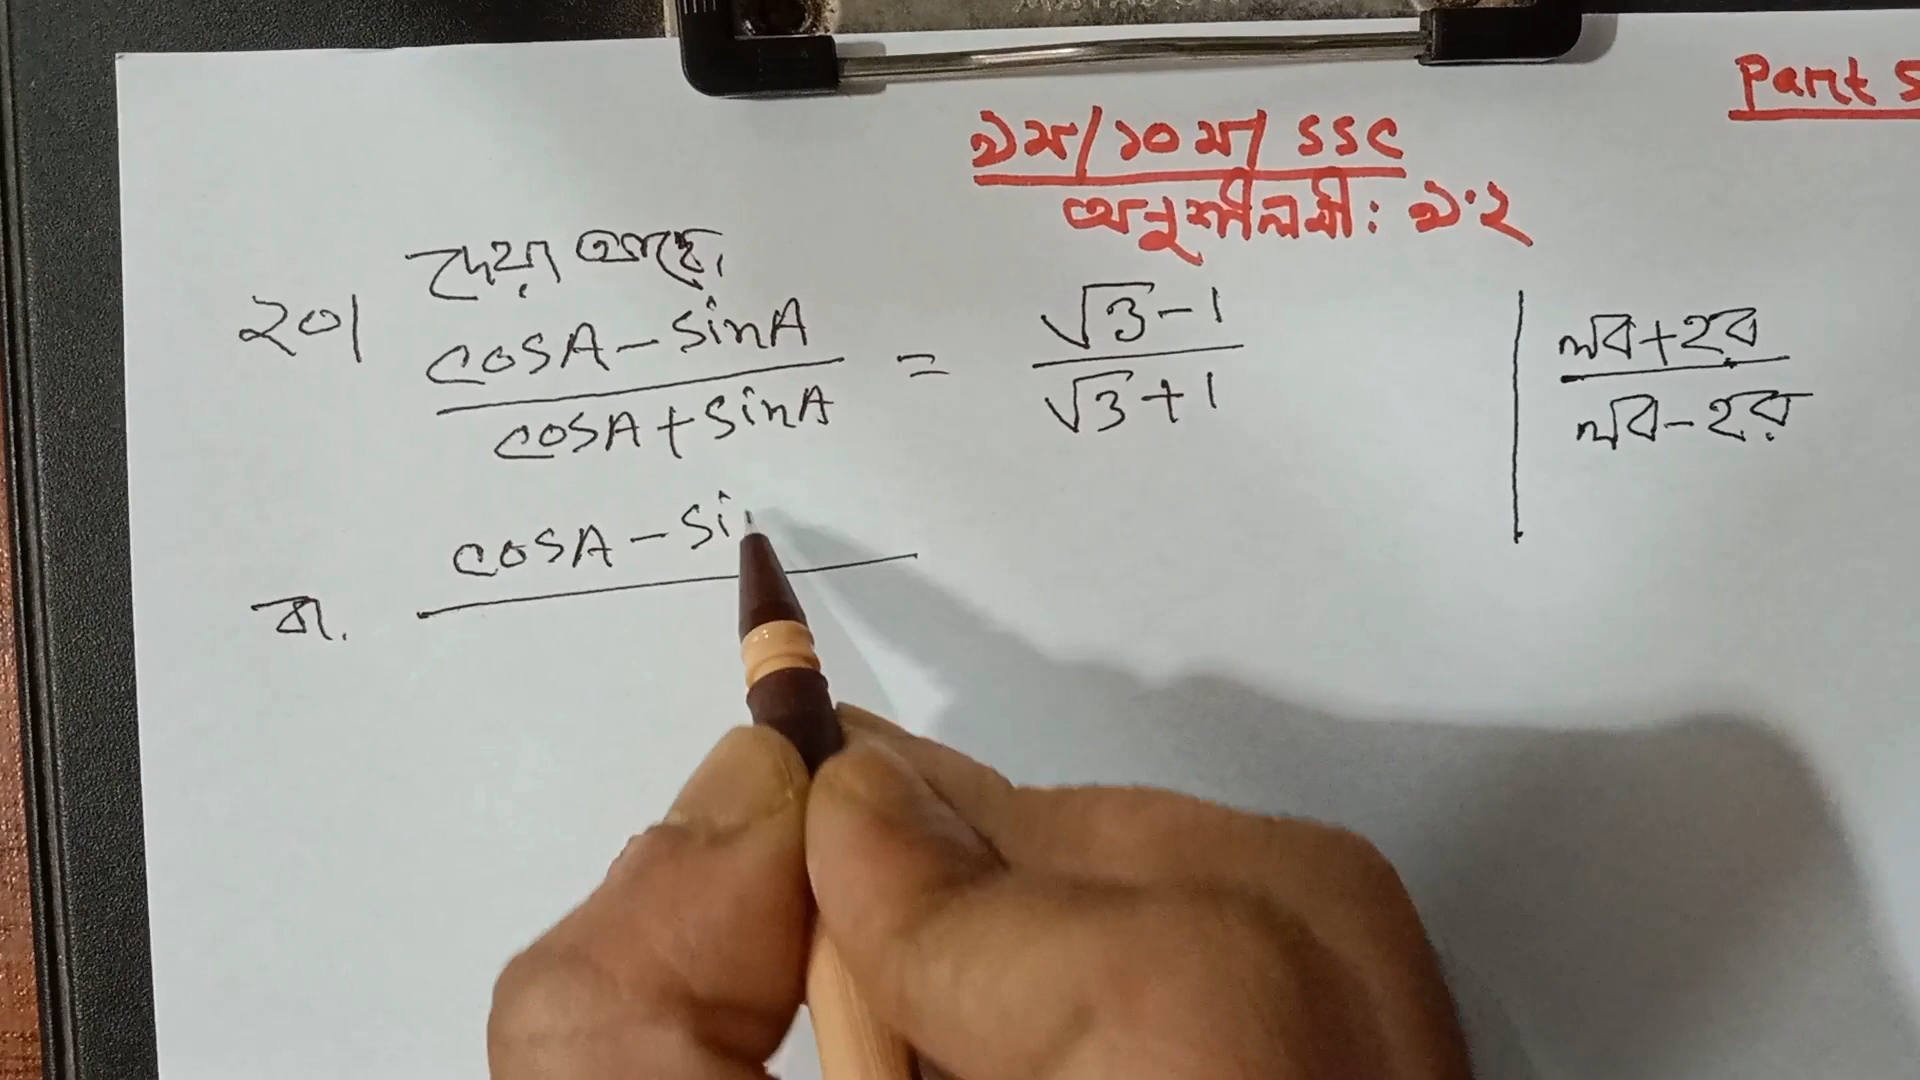 Part 5
৯ম/১০ম/SSC
অনুশীলনী: ৯.২
দেয়া আছে,
২০| cosA-sinA / cosA+sinA = √3-1 / √3+1
লব+হর / লব-হর
বা, cosA-si